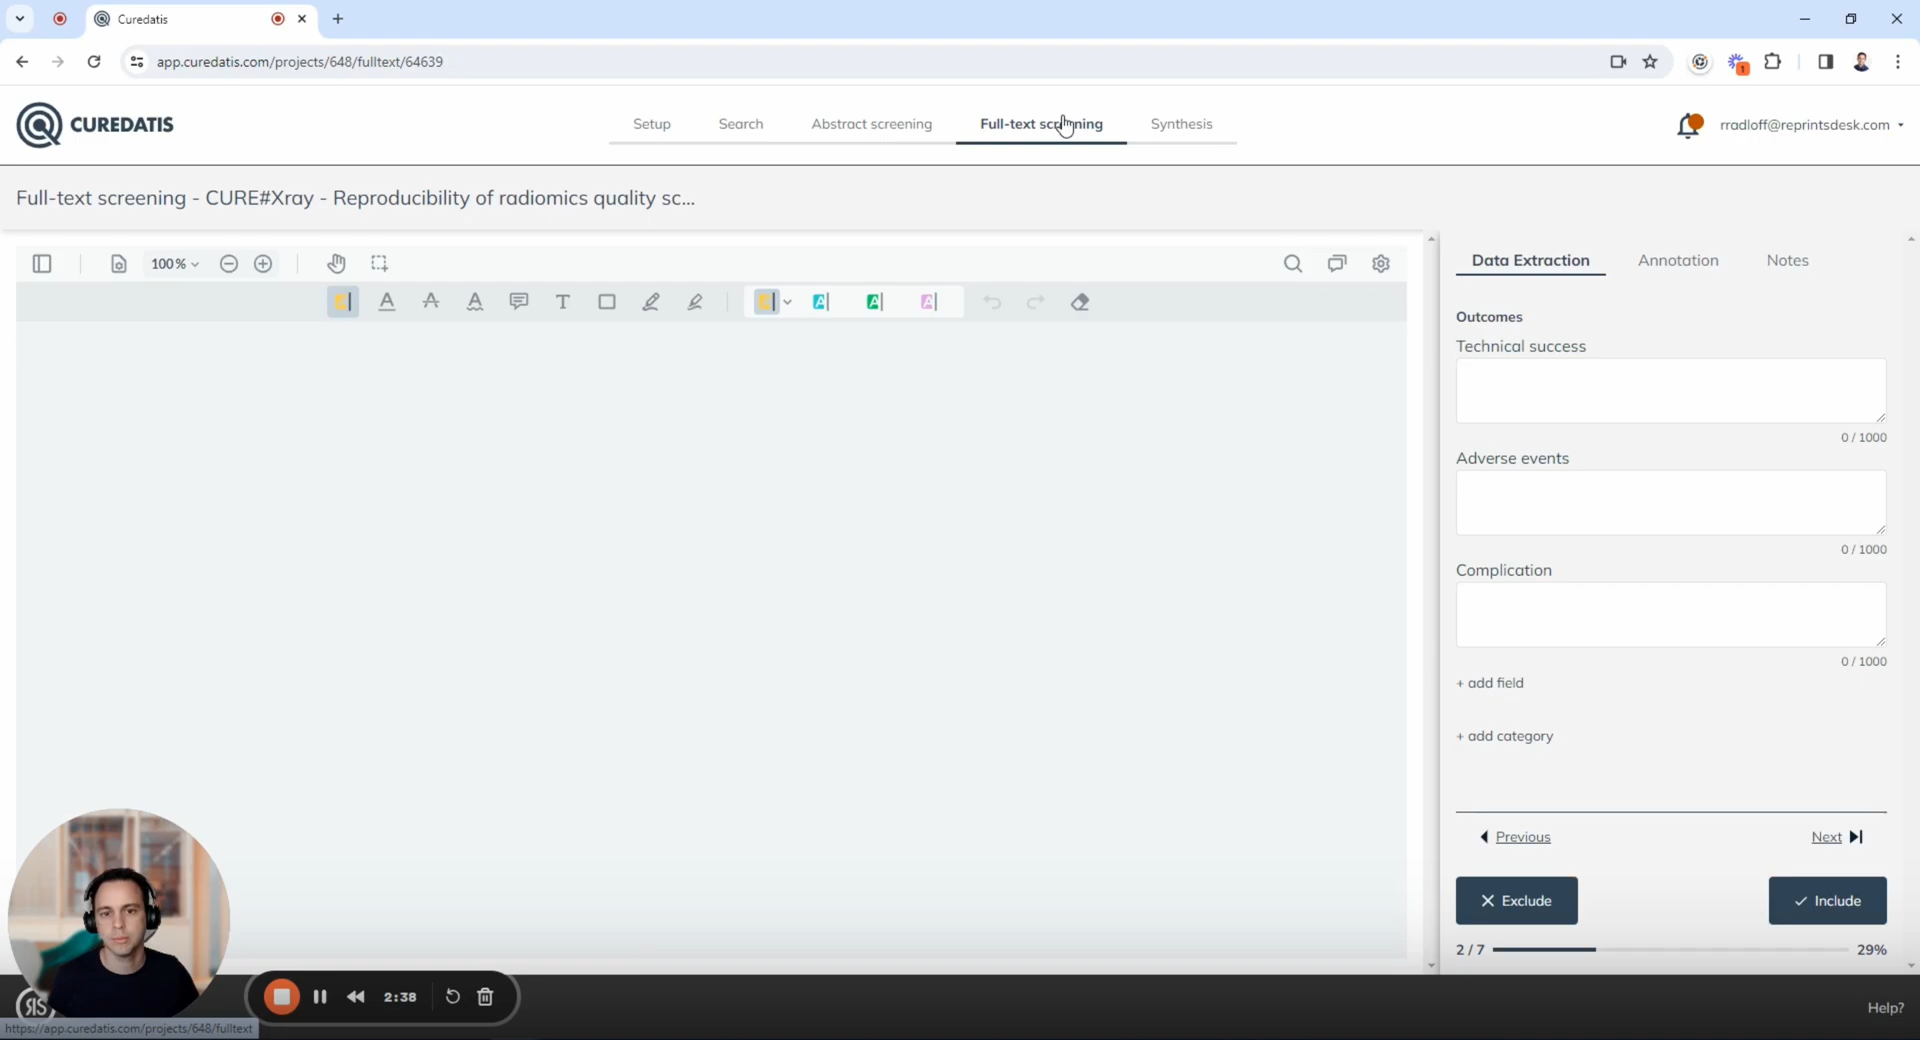 Curedatis
app.curedatis.com/projects/648/fulltext/64639
1
CUREDATIS
Setup
Search
Abstract screening
Full-text screening
Synthesis
rradloff@reprintsdesk.com
Full-text screening - CURE#Xray - Reproducibility of radiomics quality sc...
100%
Data Extraction
Annotation
Notes
Outcomes
Technical success
0 / 1000
Adverse events
0 / 1000
Complication
0 / 1000
+ add field
+ add category
Previous
Next
Exclude
Include
2 / 7
29%
2:38
RS
Help?
https://app.curedatis.com/projects/648/fulltext